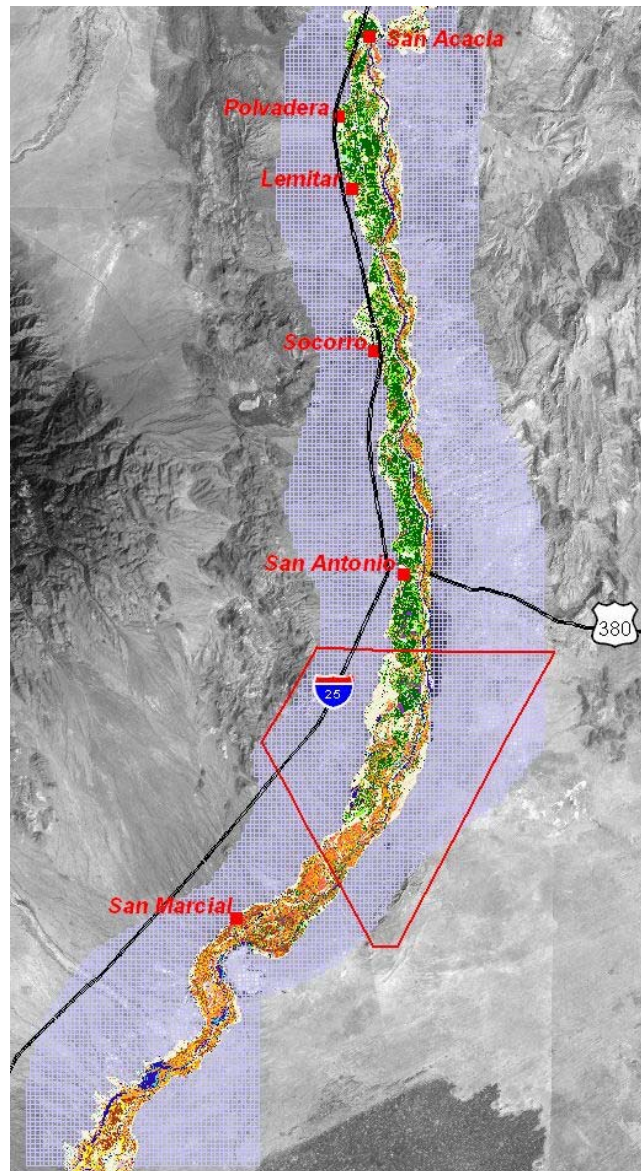 San Acacia
Polvadera
Lemitar
Socorro
San Antonio
380
25
San Marcial